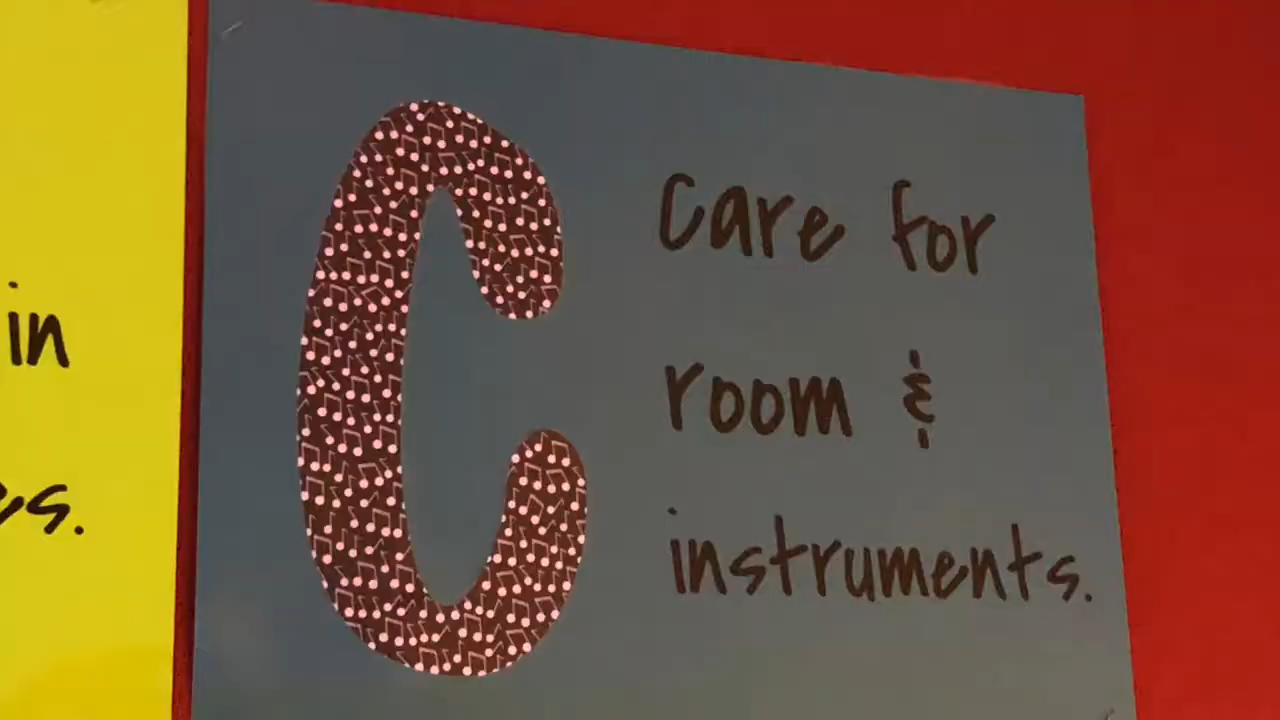 in
C
Care for
room &
instruments.